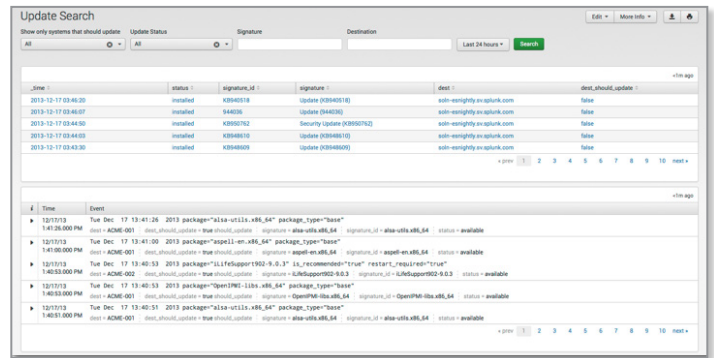 Update Search
Edit More Info
Show only systems that should update Update Status Signature Destination
All All Last 24 hours Search
<1m ago
_time status signature_id signature dest dest_should_update
2013-12-17 03:46:20 installed KB940518 Update (KB940518) soln-esnightly.sv.splunk.com false
2013-12-17 03:46:07 installed 944036 Update (944036) soln-esnightly.sv.splunk.com false
2013-12-17 03:44:50 installed KB950762 Security Update (KB950762) soln-esnightly.sv.splunk.com false
2013-12-17 03:44:03 installed KB948610 Update (KB948610) soln-esnightly.sv.splunk.com false
2013-12-17 03:43:30 installed KB948609 Update (KB948609) soln-esnightly.sv.splunk.com false
« prev 1 2 3 4 5 6 7 8 9 10 next »
<1m ago
i Time Event
12/17/13 Tue Dec 17 13:41:26 2013 package="alsa-utils.x86_64" package_type="base"
1:41:26.000 PM dest = ACME-001 dest_should_update = true should_update signature = alsa-utils.x86_64 signature_id = alsa-utils.x86_64 status = available
12/17/13 Tue Dec 17 13:41:00 2013 package="aspell-en.x86_64" package_type="base"
1:41:00.000 PM dest = ACME-001 dest_should_update = true should_update signature = aspell-en.x86_64 signature_id = aspell-en.x86_64 status = available
12/17/13 Tue Dec 17 13:40:53 2013 package="iLifeSupport902-9.0.3" is_recommended="true" restart_required="true"
1:40:53.000 PM dest = ACME-002 dest_should_update = true should_update signature = iLifeSupport902-9.0.3 signature_id = iLifeSupport902-9.0.3 status = available
12/17/13 Tue Dec 17 13:40:53 2013 package="OpenIPMI-libs.x86_64" package_type="base"
1:40:53.000 PM dest = ACME-001 dest_should_update = true should_update signature = OpenIPMI-libs.x86_64 signature_id = OpenIPMI-libs.x86_64 status = available
12/17/13 Tue Dec 17 13:40:51 2013 package="alsa-utils.x86_64" package_type="base"
1:40:51.000 PM dest = ACME-001 dest_should_update = true should_update signature = alsa-utils.x86_64 signature_id = alsa-utils.x86_64 status = available
« prev 1 2 3 4 5 6 7 8 9 10 next »